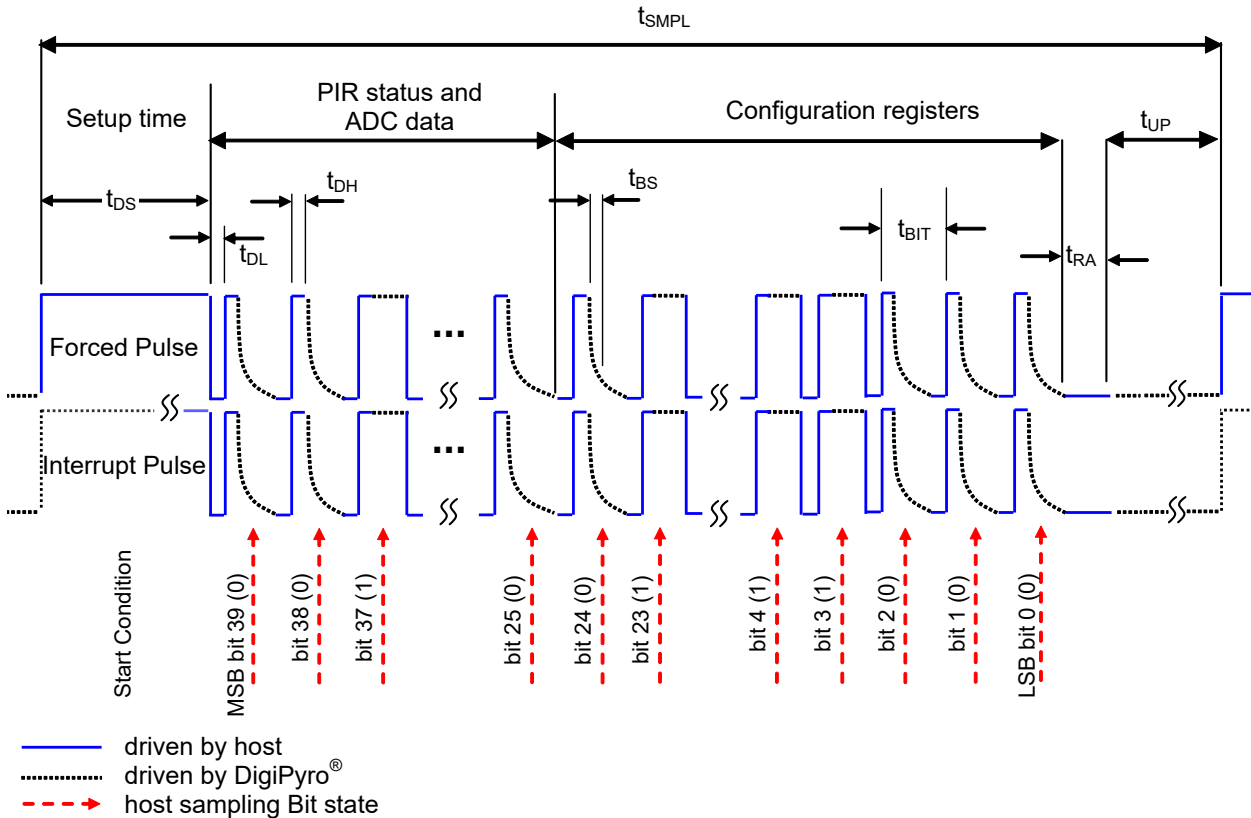 tSMPL
PIR status and
ADC data
Setup time
Configuration registers
tUP
tDS
tDH
tBS
tDL
tBIT
tRA
Forced Pulse
...
Interrupt Pulse
...
Start Condition
MSB bit 39 (0)
bit 38 (0)
bit 37 (1)
bit 25 (0)
bit 24 (0)
bit 23 (1)
bit 4 (1)
bit 3 (1)
bit 2 (0)
bit 1 (0)
LSB bit 0 (0)
driven by host
driven by DigiPyro®
host sampling Bit state